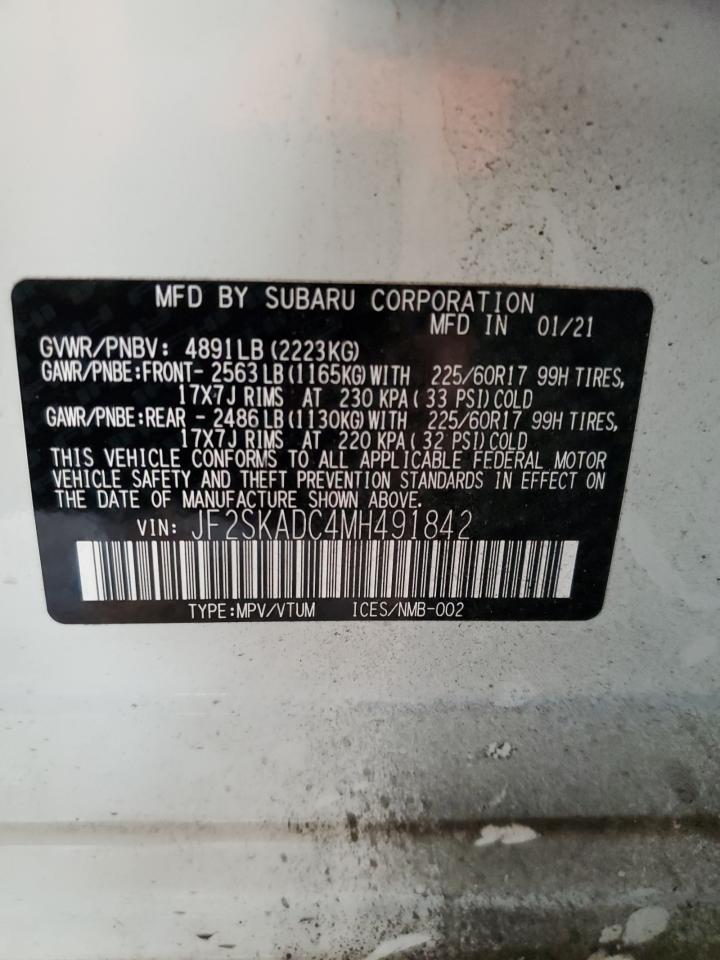 MFD BY SUBARU CORPORATION
MFD IN 01/21
GVWR/PNBV: 4891LB (2223KG)
GAWR/PNBE:FRONT- 2563LB (1165KG) WITH 225/60R17 99H TIRES,
17X7J RIMS AT 230 KPA( 33 PSI) COLD
GAWR/PNBE:REAR - 2486LB (1130KG) WITH 225/60R17 99H TIRES,
17X7J RIMS AT 220 KPA( 32 PSI) COLD
THIS VEHICLE CONFORMS TO ALL APPLICABLE FEDERAL MOTOR
VEHICLE SAFETY AND THEFT PREVENTION STANDARDS IN EFFECT ON
THE DATE OF MANUFACTURE SHOWN ABOVE.
VIN: JF2SKADC4MH491842
TYPE:MPV/VTUM ICES/NMB-002